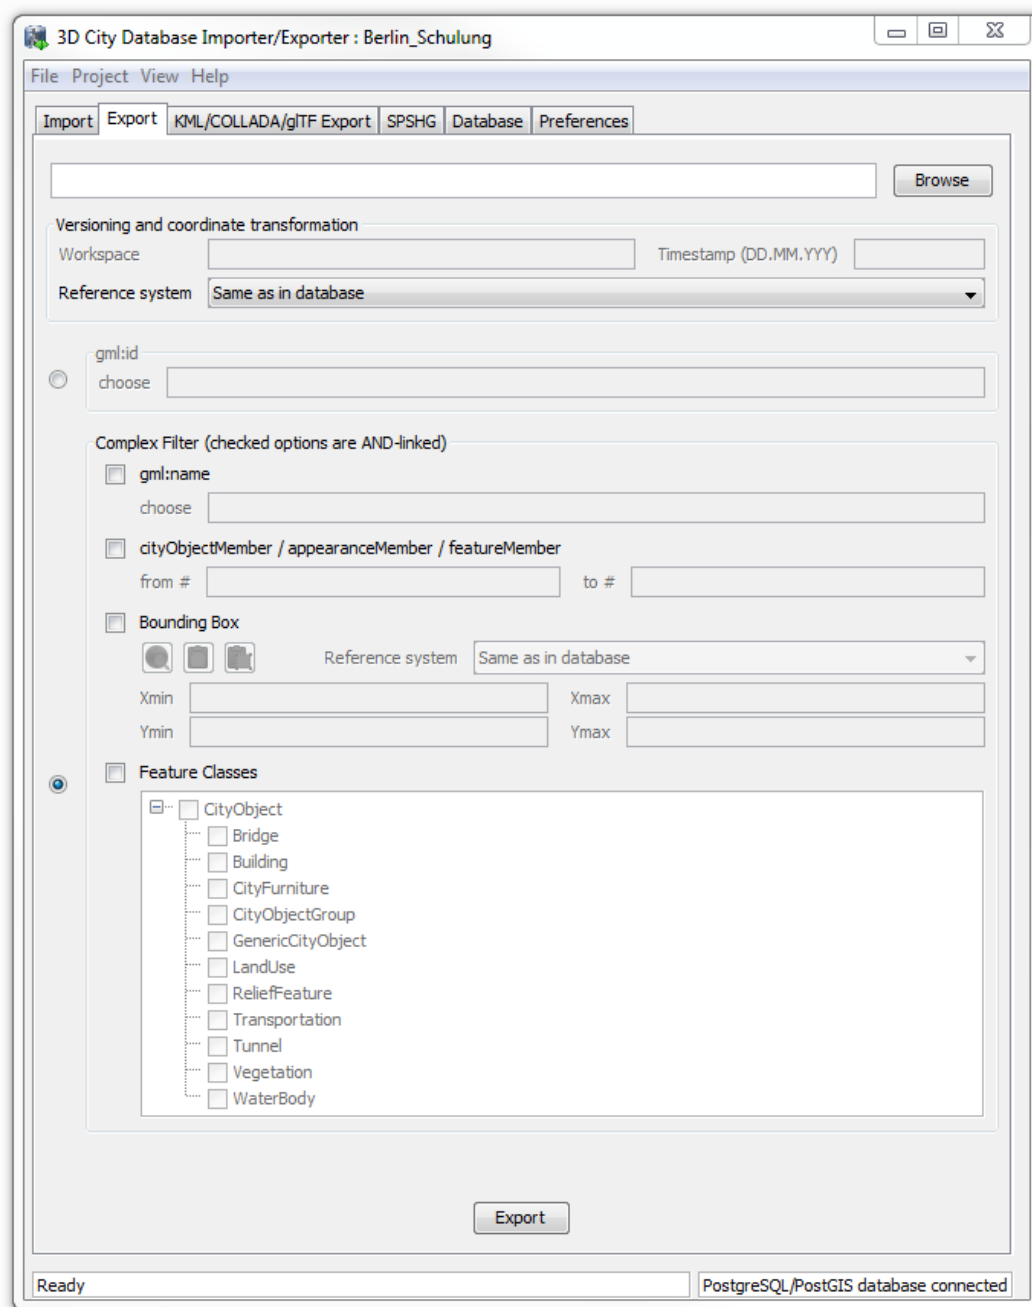 3D City Database Importer/Exporter : Berlin_Schulung
File Project View Help
Import Export KML/COLLADA/glTF Export SPSHG Database Preferences
Browse
Versioning and coordinate transformation
Workspace Timestamp (DD.MM.YYY)
Reference system Same as in database
gml:id
choose
Complex Filter (checked options are AND-linked)
gml:name
choose
cityObjectMember / appearanceMember / featureMember
from # to #
Bounding Box
Reference system Same as in database
Xmin Xmax
Ymin Ymax
Feature Classes
CityObject
Bridge
Building
CityFurniture
CityObjectGroup
GenericCityObject
LandUse
ReliefFeature
Transportation
Tunnel
Vegetation
WaterBody
Export
Ready PostgreSQL/PostGIS database connected